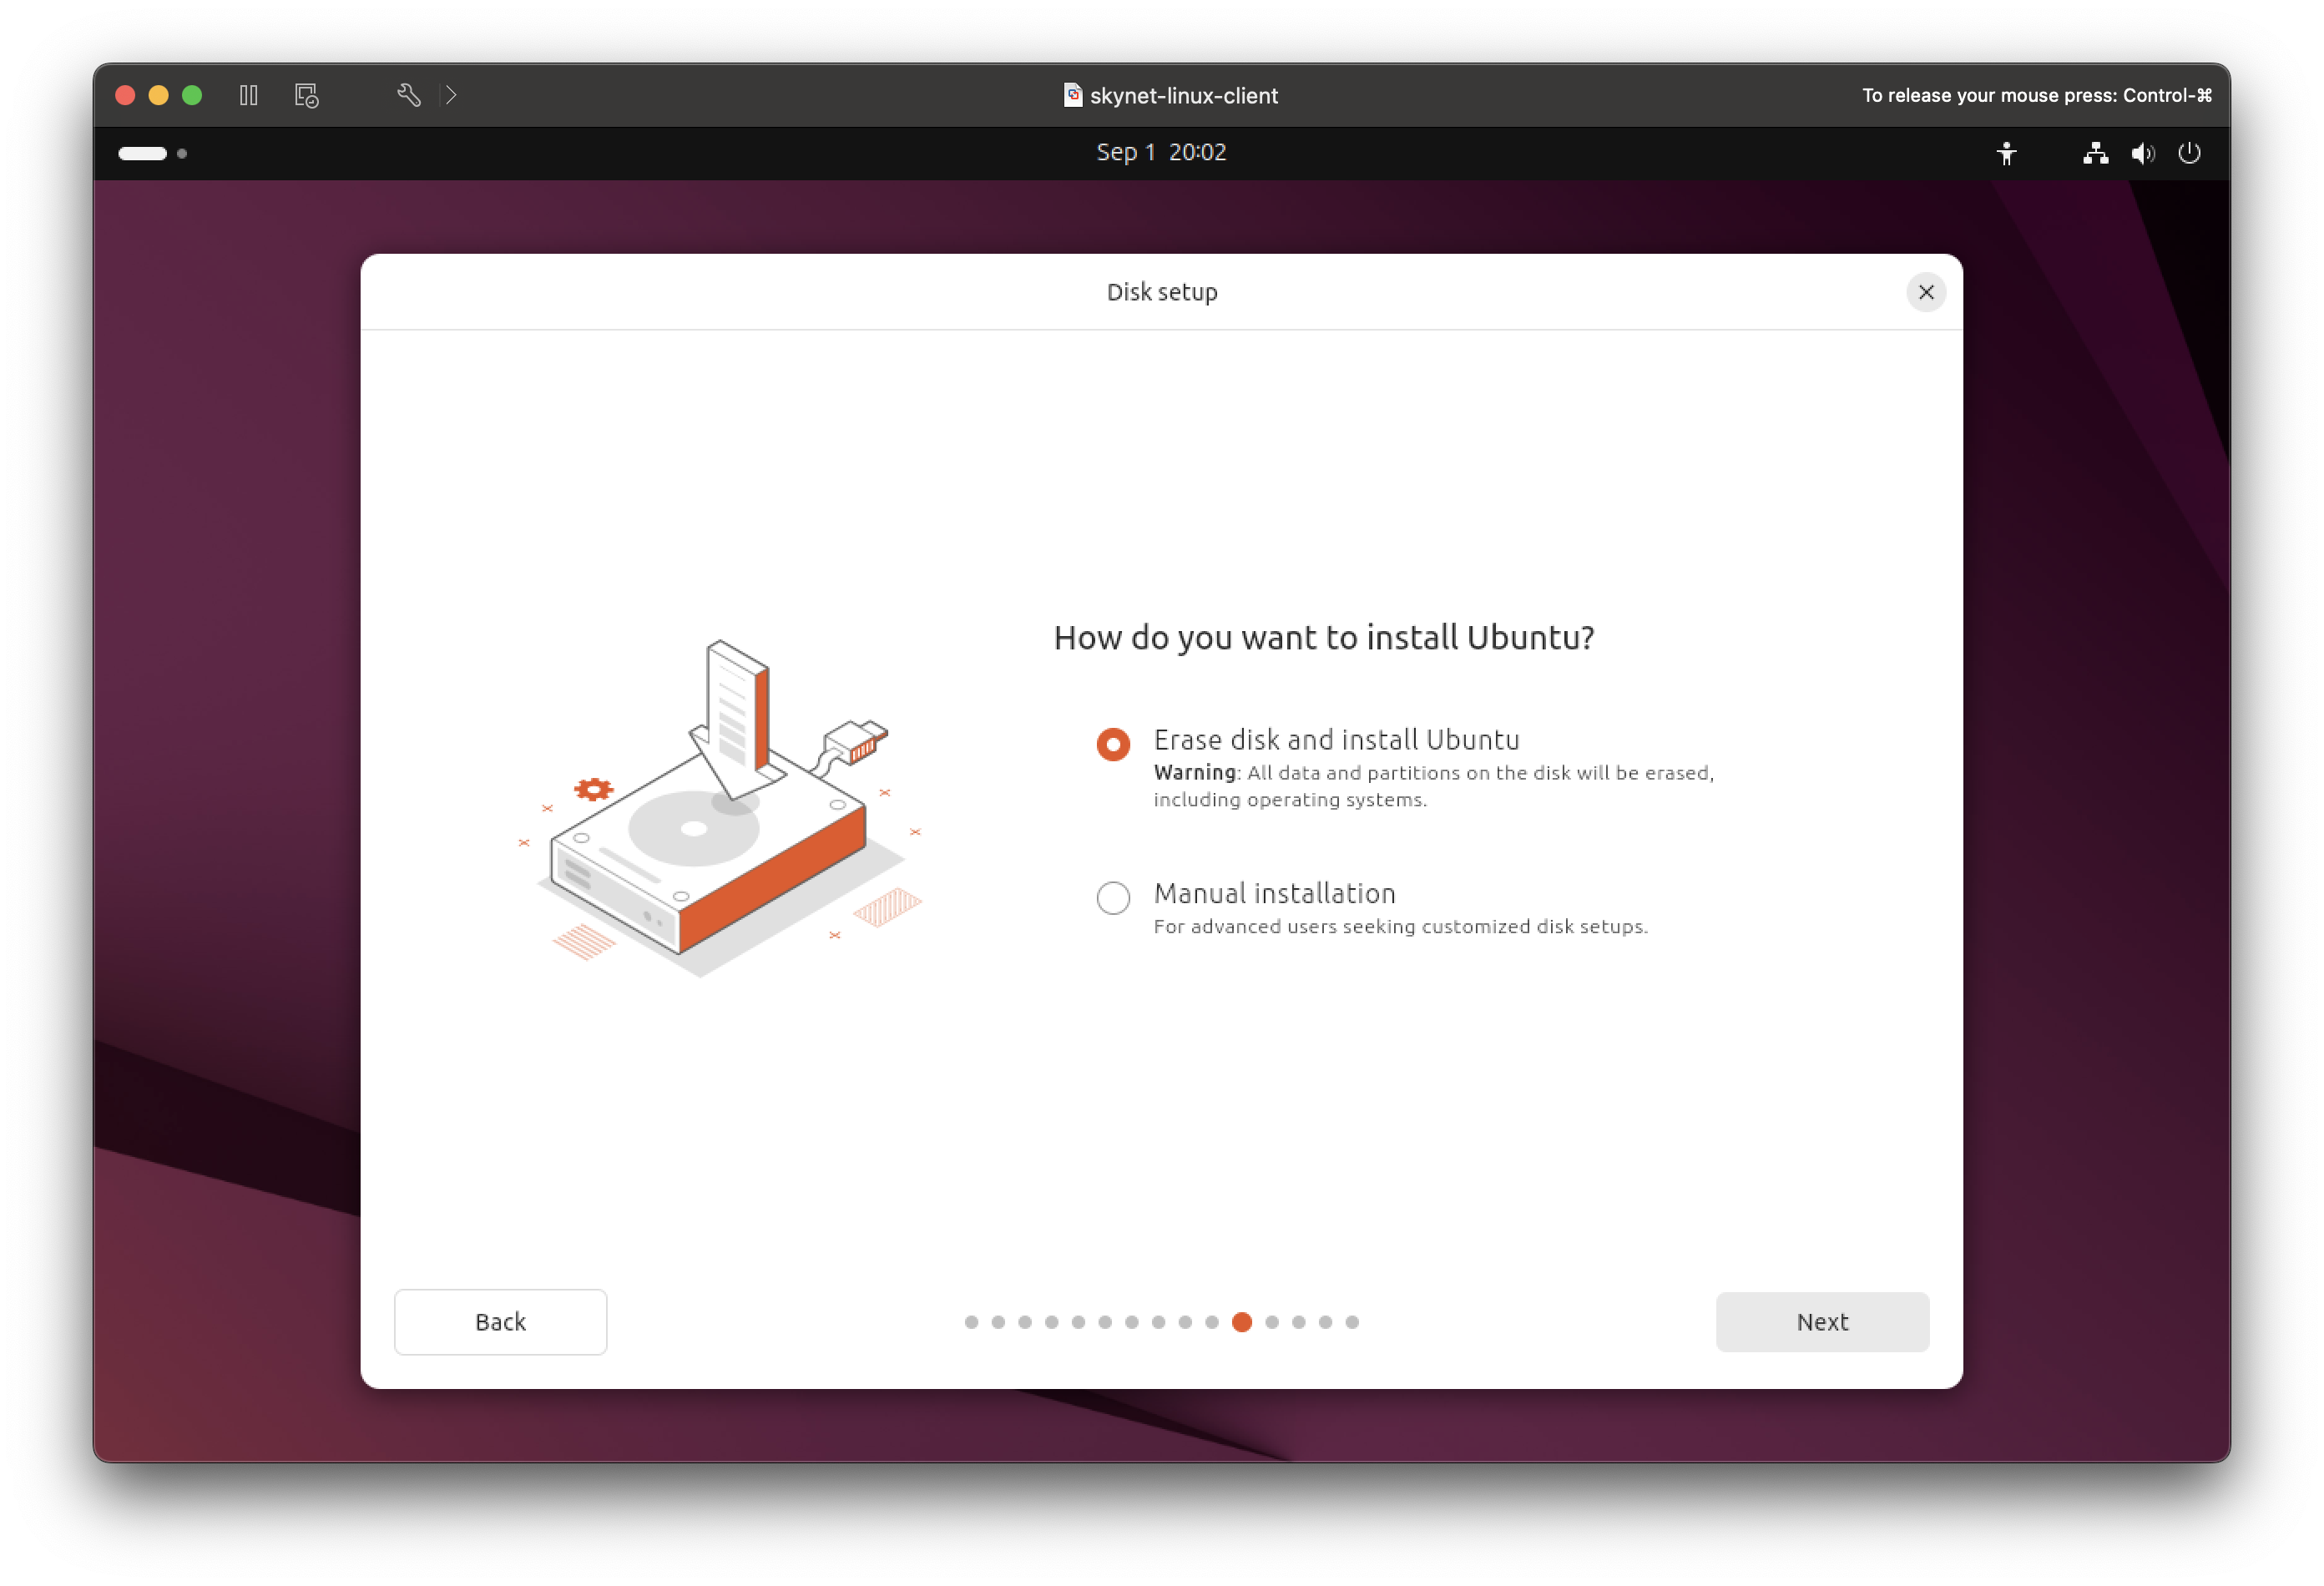 skynet-linux-client
To release your mouse press: Control-⌘
Sep 1 20:02
Disk setup
How do you want to install Ubuntu?
Erase disk and install Ubuntu
Warning: All data and partitions on the disk will be erased,
including operating systems.
Manual installation
For advanced users seeking customized disk setups.
Back
Next